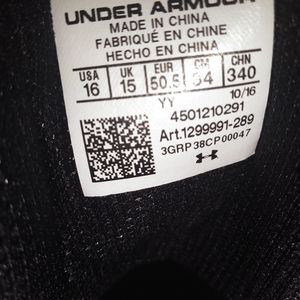 UNDER ARMOUR
MADE IN CHINA
FABRIQUÉ EN CHINE
HECHO EN CHINA
USA UK EUR CM CHN
16 15 50.5 34 340
YY 10/16
4501210291
Art.1299991-289
3GRP38CP00047